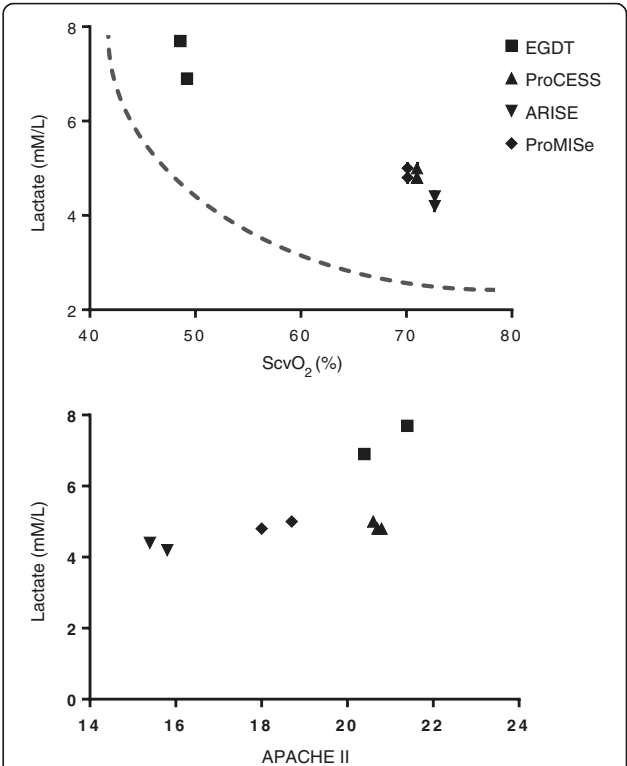 8
6
4
2
Lactate (mM/L)
40 50 60 70 80
ScvO2 (%)
EGDT
ProCESS
ARISE
ProMISe
8
6
4
2
0
Lactate (mM/L)
14 16 18 20 22 24
APACHE II